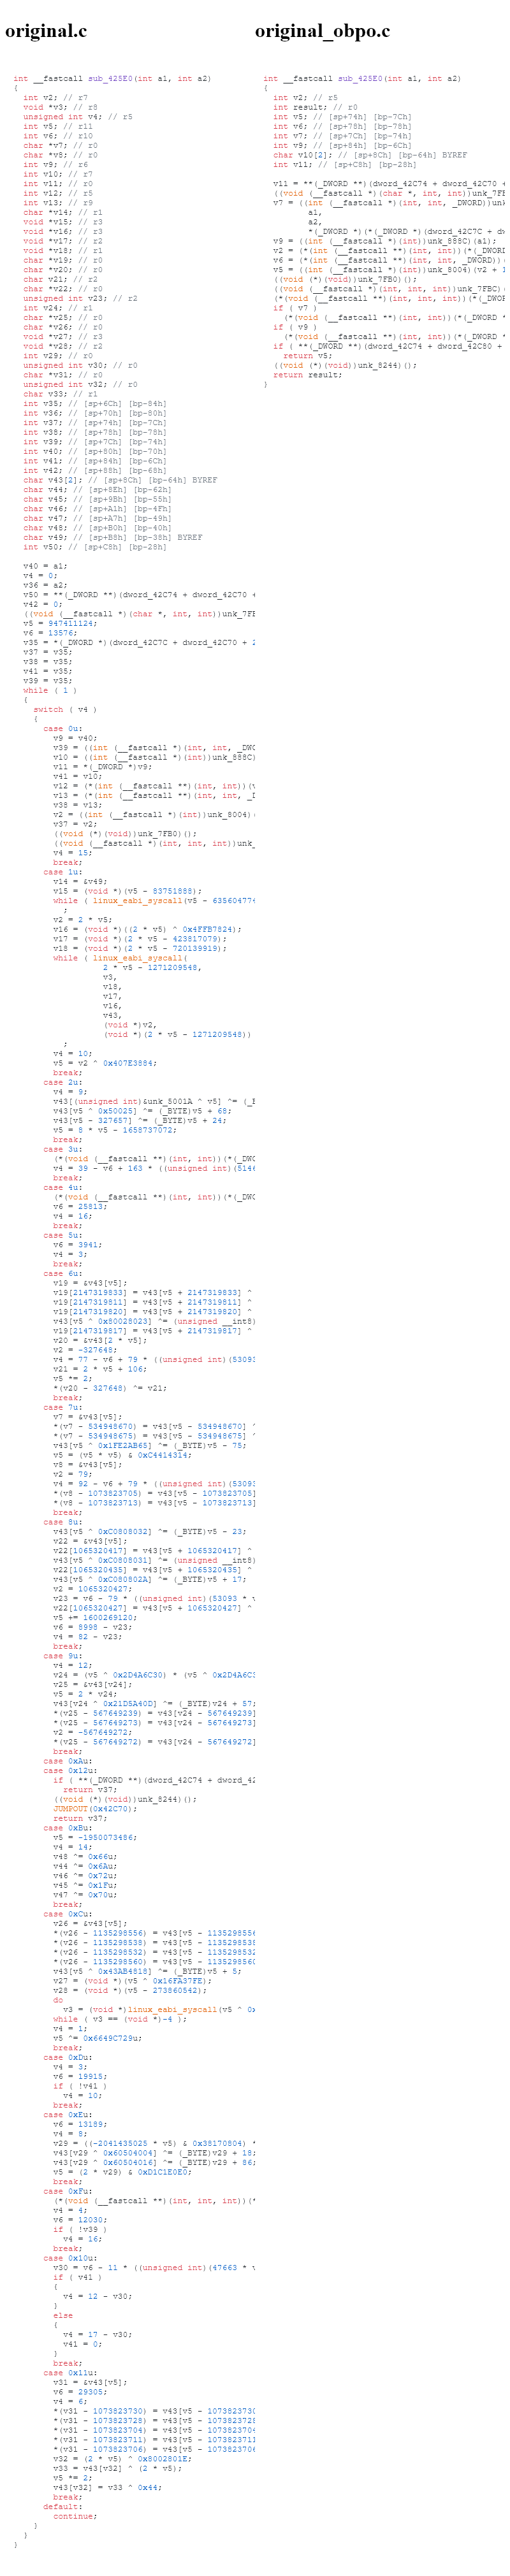 original.c
int __fastcall sub_425E0(int a1, int a2)
{
int v2; // r7
void *v3; // r8
unsigned int v4; // r5
int v5; // r11
int v6; // r10
char *v7; // r0
char *v8; // r0
int v9; // r6
int v10; // r7
int v11; // r0
int v12; // r5
int v13; // r9
char *v14; // r1
void *v15; // r3
void *v16; // r3
void *v17; // r2
void *v18; // r1
char *v19; // r0
char *v20; // r0
char v21; // r2
char *v22; // r0
unsigned int v23; // r2
int v24; // r1
char *v25; // r0
char *v26; // r0
void *v27; // r3
void *v28; // r2
int v29; // r0
unsigned int v30; // r0
char *v31; // r0
unsigned int v32; // r0
char v33; // r1
int v35; // [sp+6Ch] [bp-84h]
int v36; // [sp+70h] [bp-80h]
int v37; // [sp+74h] [bp-7Ch]
int v38; // [sp+78h] [bp-78h]
int v39; // [sp+7Ch] [bp-74h]
int v40; // [sp+80h] [bp-70h]
int v41; // [sp+84h] [bp-6Ch]
int v42; // [sp+88h] [bp-68h]
char v43[2]; // [sp+8Ch] [bp-64h] BYREF
char v44; // [sp+8Eh] [bp-62h]
char v45; // [sp+9Bh] [bp-55h]
char v46; // [sp+A1h] [bp-4Fh]
char v47; // [sp+A7h] [bp-49h]
char v48; // [sp+B0h] [bp-40h]
char v49; // [sp+B8h] [bp-38h] BYREF
int v50; // [sp+C8h] [bp-28h]
v40 = a1;
v4 = 0;
v36 = a2;
v50 = **(_DWORD **)(dword_42C74 + dword_42C70 +
v42 = 0;
((void (__fastcall *)(char *, int, int))unk_7FB
v5 = 947411124;
v6 = 13576;
v35 = *(_DWORD *)(dword_42C7C + dword_42C70 + 2
v37 = v35;
v38 = v35;
v41 = v35;
v39 = v35;
while ( 1 )
{
switch ( v4 )
{
case 0u:
v9 = v40;
v39 = ((int (__fastcall *)(int, int, _DWO
v10 = ((int (__fastcall *)(int))unk_888C)
v11 = *(_DWORD *)v9;
v41 = v10;
v12 = (*(int (__fastcall **)(int, int))(v
v13 = (*(int (__fastcall **)(int, int, _D
v38 = v13;
v2 = ((int (__fastcall *)(int))unk_8004)(
v37 = v2;
((void (*)(void))unk_7FB0)();
((void (__fastcall *)(int, int, int))unk_
v4 = 15;
break;
case 1u:
v14 = &v49;
v15 = (void *)(v5 - 83751888);
while ( linux_eabi_syscall(v5 - 635604774
;
v2 = 2 * v5;
v16 = (void *)((2 * v5) ^ 0x4FFB7824);
v17 = (void *)(2 * v5 - 423817079);
v18 = (void *)(2 * v5 - 720139919);
while ( linux_eabi_syscall(
2 * v5 - 1271209548,
v3,
v18,
v17,
v16,
v43,
(void *)v2,
(void *)(2 * v5 - 1271209548))
;
v4 = 10;
v5 = v2 ^ 0x407E3884;
break;
case 2u:
v4 = 9;
v43[(unsigned int)&unk_5001A ^ v5] ^= (_B
v43[v5 ^ 0x50025] ^= (_BYTE)v5 + 68;
v43[v5 - 327657] ^= (_BYTE)v5 + 24;
v5 = 8 * v5 - 1658737072;
break;
case 3u:
(*(void (__fastcall **)(int, int))(*(_DWO
v4 = 39 - v6 + 163 * ((unsigned int)(5146
break;
case 4u:
(*(void (__fastcall **)(int, int))(*(_DWO
v6 = 25813;
v4 = 16;
break;
case 5u:
v6 = 3941;
v4 = 3;
break;
case 6u:
v19 = &v43[v5];
v19[2147319833] = v43[v5 + 2147319833] ^
v19[2147319811] = v43[v5 + 2147319811] ^
v19[2147319820] = v43[v5 + 2147319820] ^
v43[v5 ^ 0x80028023] ^= (unsigned __int8)
v19[2147319817] = v43[v5 + 2147319817] ^
v20 = &v43[2 * v5];
v2 = -327648;
v4 = 77 - v6 + 79 * ((unsigned int)(53093
v21 = 2 * v5 + 106;
v5 *= 2;
*(v20 - 327648) ^= v21;
break;
case 7u:
v7 = &v43[v5];
*(v7 - 534948670) = v43[v5 - 534948670] ^
*(v7 - 534948675) = v43[v5 - 534948675] ^
v43[v5 ^ 0x1FE2AB65] ^= (_BYTE)v5 - 75;
v5 = (v5 * v5) & 0xC4414314;
v8 = &v43[v5];
v2 = 79;
v4 = 92 - v6 + 79 * ((unsigned int)(53093
*(v8 - 1073823705) = v43[v5 - 1073823705]
*(v8 - 1073823713) = v43[v5 - 1073823713]
break;
case 8u:
v43[v5 ^ 0xC0808032] ^= (_BYTE)v5 - 23;
v22 = &v43[v5];
v22[1065320417] = v43[v5 + 1065320417] ^
v43[v5 ^ 0xC0808031] ^= (unsigned __int8)
v22[1065320435] = v43[v5 + 1065320435] ^
v43[v5 ^ 0xC080802A] ^= (_BYTE)v5 + 17;
v2 = 1065320427;
v23 = v6 - 79 * ((unsigned int)(53093 * v
v22[1065320427] = v43[v5 + 1065320427] ^
v5 += 1600269120;
v6 = 8998 - v23;
v4 = 82 - v23;
break;
case 9u:
v4 = 12;
v24 = (v5 ^ 0x2D4A6C30) * (v5 ^ 0x2D4A6C3
v25 = &v43[v24];
v5 = 2 * v24;
v43[v24 ^ 0x21D5A40D] ^= (_BYTE)v24 + 57;
*(v25 - 567649239) = v43[v24 - 567649239]
*(v25 - 567649273) = v43[v24 - 567649273]
v2 = -567649272;
*(v25 - 567649272) = v43[v24 - 567649272]
break;
case 0xAu:
case 0x12u:
if ( **(_DWORD **)(dword_42C74 + dword_42
return v37;
((void (*)(void))unk_8244)();
JUMPOUT(0x42C70);
return v37;
case 0xBu:
v5 = -1950073486;
v4 = 14;
v48 ^= 0x66u;
v44 ^= 0x6Au;
v46 ^= 0x72u;
v45 ^= 0x1Fu;
v47 ^= 0x70u;
break;
case 0xCu:
v26 = &v43[v5];
*(v26 - 1135298556) = v43[v5 - 1135298556
*(v26 - 1135298538) = v43[v5 - 1135298538
*(v26 - 1135298532) = v43[v5 - 1135298532
*(v26 - 1135298560) = v43[v5 - 1135298560
v43[v5 ^ 0x43AB4818] ^= (_BYTE)v5 + 5;
v27 = (void *)(v5 ^ 0x16FA37FE);
v28 = (void *)(v5 - 273860542);
do
v3 = (void *)linux_eabi_syscall(v5 ^ 0x
while ( v3 == (void *)-4 );
v4 = 1;
v5 ^= 0x6649C729u;
break;
case 0xDu:
v4 = 3;
v6 = 19915;
if ( !v41 )
v4 = 10;
break;
case 0xEu:
v6 = 13189;
v4 = 8;
v29 = ((-2041435025 * v5) & 0x38170804) *
v43[v29 ^ 0x60504004] ^= (_BYTE)v29 + 18;
v43[v29 ^ 0x60504016] ^= (_BYTE)v29 + 86;
v5 = (2 * v29) & 0xD1C1E0E0;
break;
case 0xFu:
(*(void (__fastcall **)(int, int, int))(*
v4 = 4;
v6 = 12030;
if ( !v39 )
v4 = 16;
break;
case 0x10u:
v30 = v6 - 11 * ((unsigned int)(47663 * v
if ( v41 )
{
v4 = 12 - v30;
}
else
{
v4 = 17 - v30;
v41 = 0;
}
break;
case 0x11u:
v31 = &v43[v5];
v6 = 29305;
v4 = 6;
*(v31 - 1073823730) = v43[v5 - 1073823730
*(v31 - 1073823728) = v43[v5 - 1073823728
*(v31 - 1073823704) = v43[v5 - 1073823704
*(v31 - 1073823711) = v43[v5 - 1073823711
*(v31 - 1073823706) = v43[v5 - 1073823706
v32 = (2 * v5) ^ 0x8002801E;
v33 = v43[v32] ^ (2 * v5);
v5 *= 2;
v43[v32] = v33 ^ 0x44;
break;
default:
continue;
}
}
}
original_obpo.c
int __fastcall sub_425E0(int a1, int a2)
{
int v2; // r5
int result; // r0
int v5; // [sp+74h] [bp-7Ch]
int v6; // [sp+78h] [bp-78h]
int v7; // [sp+7Ch] [bp-74h]
int v9; // [sp+84h] [bp-6Ch]
char v10[2]; // [sp+8Ch] [bp-64h] BYREF
int v11; // [sp+C8h] [bp-28h]
v11 = **(_DWORD **)(dword_42C74 + dword_42C70 +
((void (__fastcall *)(char *, int, int))unk_7FB
v7 = ((int (__fastcall *)(int, int, _DWORD))unk
a1,
a2,
*(_DWORD *)(*(_DWORD *)(dword_42C7C + d
v9 = ((int (__fastcall *)(int))unk_888C)(a1);
v2 = (*(int (__fastcall **)(int, int))(*(_DWORD
v6 = (*(int (__fastcall **)(int, int, _DWORD))(
v5 = ((int (__fastcall *)(int))unk_8004)(v2 + 1
((void (*)(void))unk_7FB0)();
((void (__fastcall *)(int, int, int))unk_7FBC)(
(*(void (__fastcall **)(int, int, int))(*(_DWOR
if ( v7 )
(*(void (__fastcall **)(int, int))(*(_DWORD *
if ( v9 )
(*(void (__fastcall **)(int, int))(*(_DWORD *
if ( **(_DWORD **)(dword_42C74 + dword_42C80 +
return v5;
((void (*)(void))unk_8244)();
return result;
}